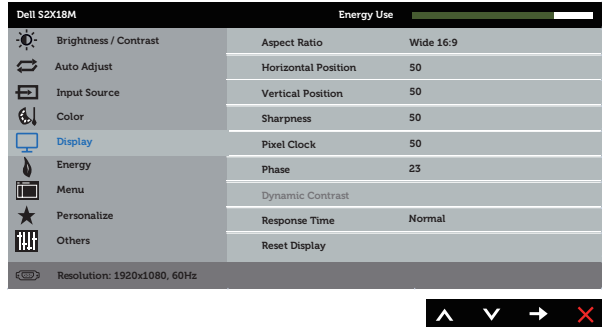 Dell S2X18M Energy Use
Brightness / Contrast
Auto Adjust
Input Source
Color
Display
Energy
Menu
Personalize
Others
Aspect Ratio Wide 16:9
Horizontal Position 50
Vertical Position 50
Sharpness 50
Pixel Clock 50
Phase 23
Dynamic Contrast
Response Time Normal
Reset Display
Resolution: 1920x1080, 60Hz